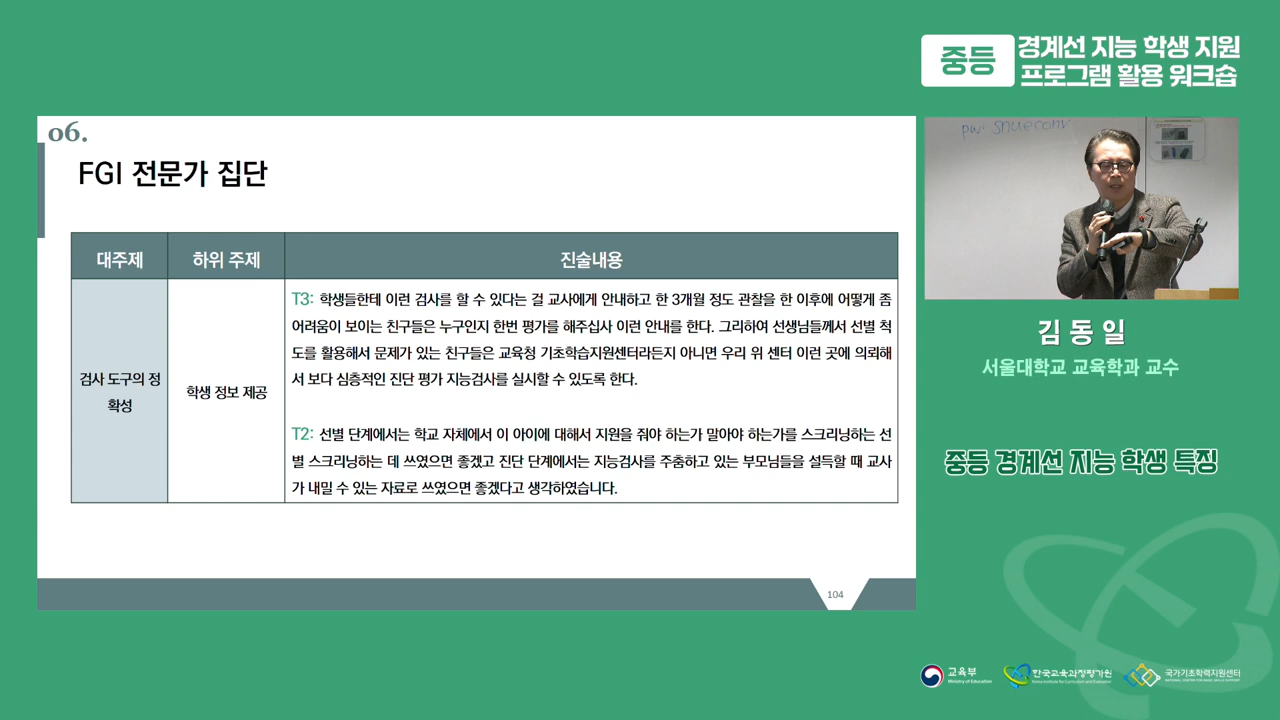 중등
경계선 지능 학생 지원
프로그램 활용 워크숍
o6.
FGI 전문가 집단
대주제
하위 주제
진술내용
검사 도구의 정
확성
학생 정보 제공
T3: 학생들한테 이런 검사를 할 수 있다는 걸 교사에게 안내하고 한 3개월 정도 관찰을 한 이후에 어떻게 좀
어려움이 보이는 친구들은 누구인지 한번 평가를 해주십사 이런 안내를 한다. 그리하여 선생님들께서 선별 척
도를 활용해서 문제가 있는 친구들은 교육청 기초학습지원센터라든지 아니면 우리 위 센터 이런 곳에 의뢰해
서 보다 심층적인 진단 평가 지능검사를 실시할 수 있도록 한다.
T2: 선별 단계에서는 학교 자체에서 이 아이에 대해서 지원을 줘야 하는가 말아야 하는가를 스크리닝하는 선
별 스크리닝하는 데 쓰였으면 좋겠고 진단 단계에서는 지능검사를 주춤하고 있는 부모님들을 설득할 때 교사
가 내밀 수 있는 자료로 쓰였으면 좋겠다고 생각하였습니다.
104
pw: snueconv
김동일
서울대학교 교육학과 교수
중등 경계선 지능 학생 특징
교육부
Ministry of Education
한국교육과정평가원
Korea Institute for Curriculum and Evaluation
국가기초학력지원센터
NATIONAL CENTER FOR BASIC SKILLS SUPPORT